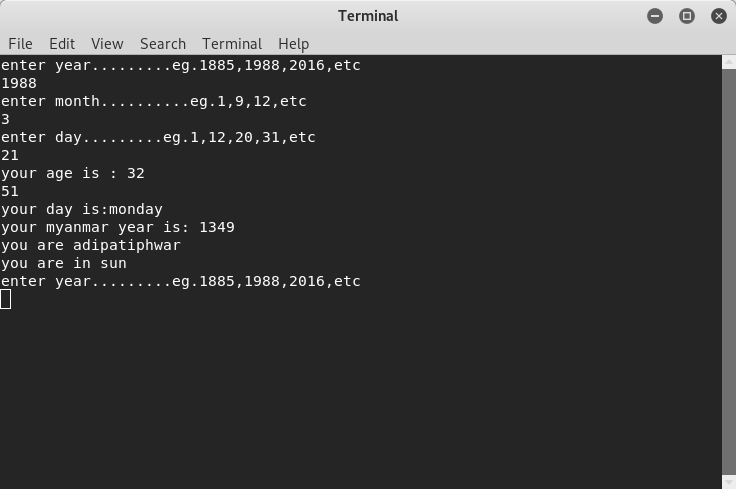 Terminal
File Edit View Search Terminal Help
enter year.........eg.1885,1988,2016,etc
1988
enter month..........eg.1,9,12,etc
3
enter day.........eg.1,12,20,31,etc
21
your age is : 32
51
your day is:monday
your myanmar year is: 1349
you are adipatiphwar
you are in sun
enter year.........eg.1885,1988,2016,etc